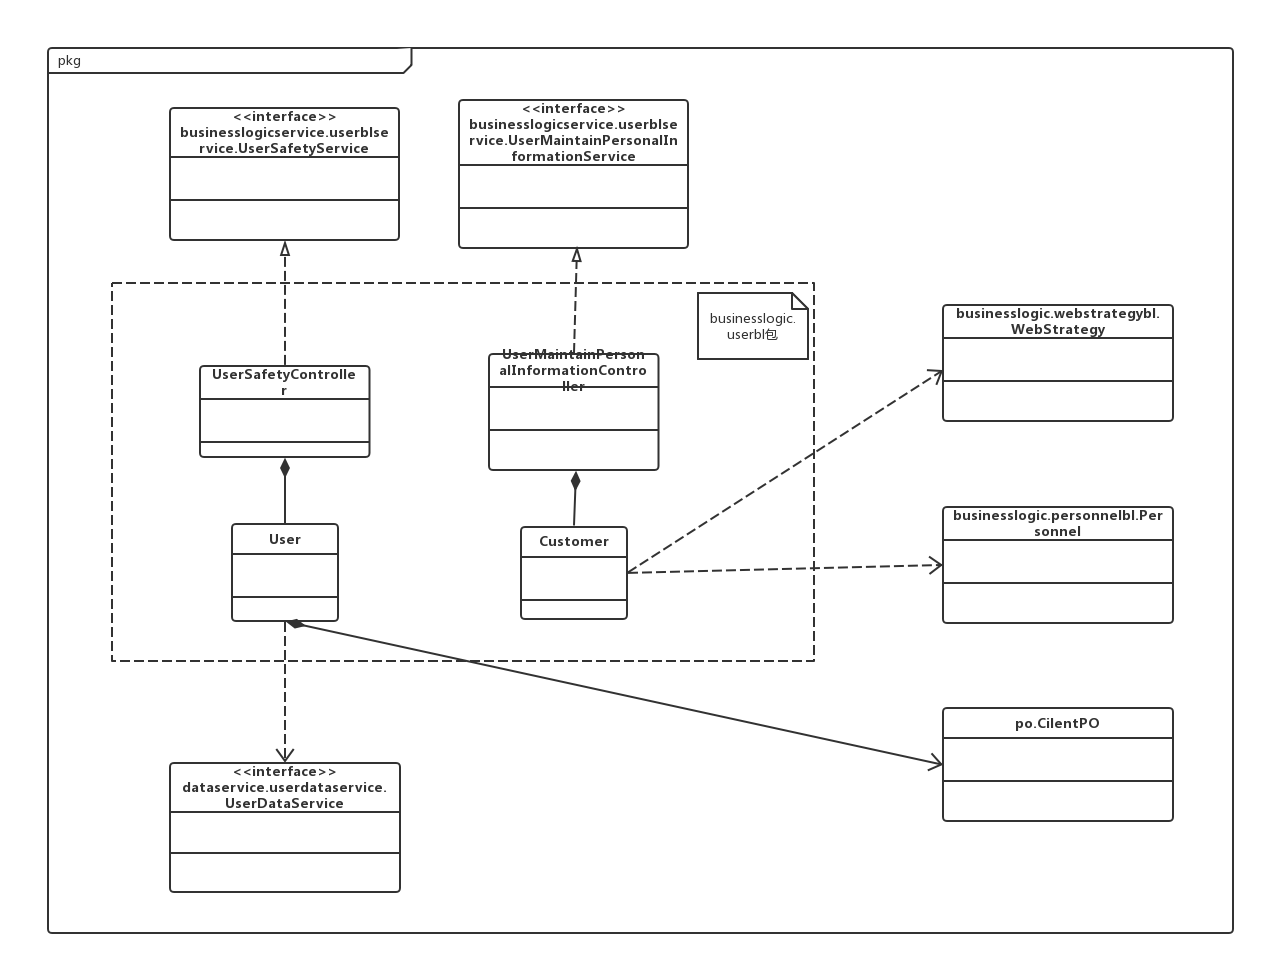 pkg
<<interface>>
businesslogicservice.userblse
rvice.UserSafetyService
<<interface>>
businesslogicservice.userblse
rvice.UserMaintainPersonalIn
formationService
businesslogic.
userbl包
businesslogic.webstrategybl.
WebStrategy
UserSafetyControlle
r
UserMaintainPerson
alInformationContro
ller
businesslogic.personnelbl.Per
sonnel
User
Customer
po.CilentPO
<<interface>>
dataservice.userdataservice.
UserDataService